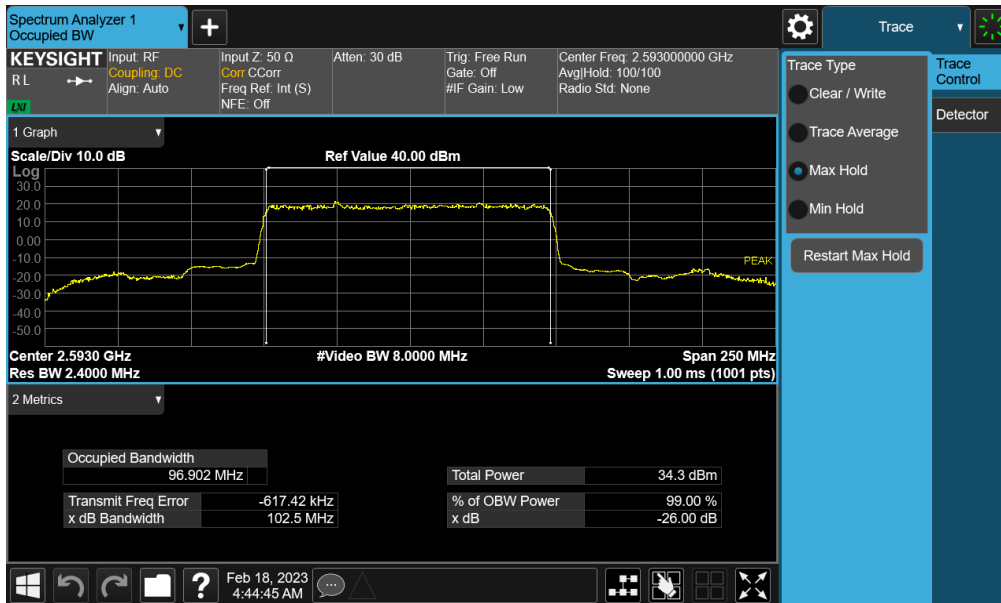 Spectrum Analyzer 1
Occupied BW
Trace
KEYSIGHT
R L
LXI
Input: RF
Coupling: DC
Align: Auto
Input Z: 50 Ω
Corr CCorr
Freq Ref: Int (S)
NFE: Off
Atten: 30 dB
Trig: Free Run
Gate: Off
#IF Gain: Low
Center Freq: 2.593000000 GHz
Avg|Hold: 100/100
Radio Std: None
Trace Type
Clear / Write
Trace Average
Max Hold
Min Hold
Restart Max Hold
Trace
Control
Detector
1 Graph
Scale/Div 10.0 dB
Ref Value 40.00 dBm
Log
30.0
20.0
10.0
0.00
-10.0
-20.0
-30.0
-40.0
-50.0
PEAK
Center 2.5930 GHz
#Video BW 8.0000 MHz
Span 250 MHz
Res BW 2.4000 MHz
Sweep 1.00 ms (1001 pts)
2 Metrics
Occupied Bandwidth
96.902 MHz
Total Power 34.3 dBm
Transmit Freq Error -617.42 kHz
% of OBW Power 99.00 %
x dB Bandwidth 102.5 MHz
x dB -26.00 dB
?
Feb 18, 2023
4:44:45 AM